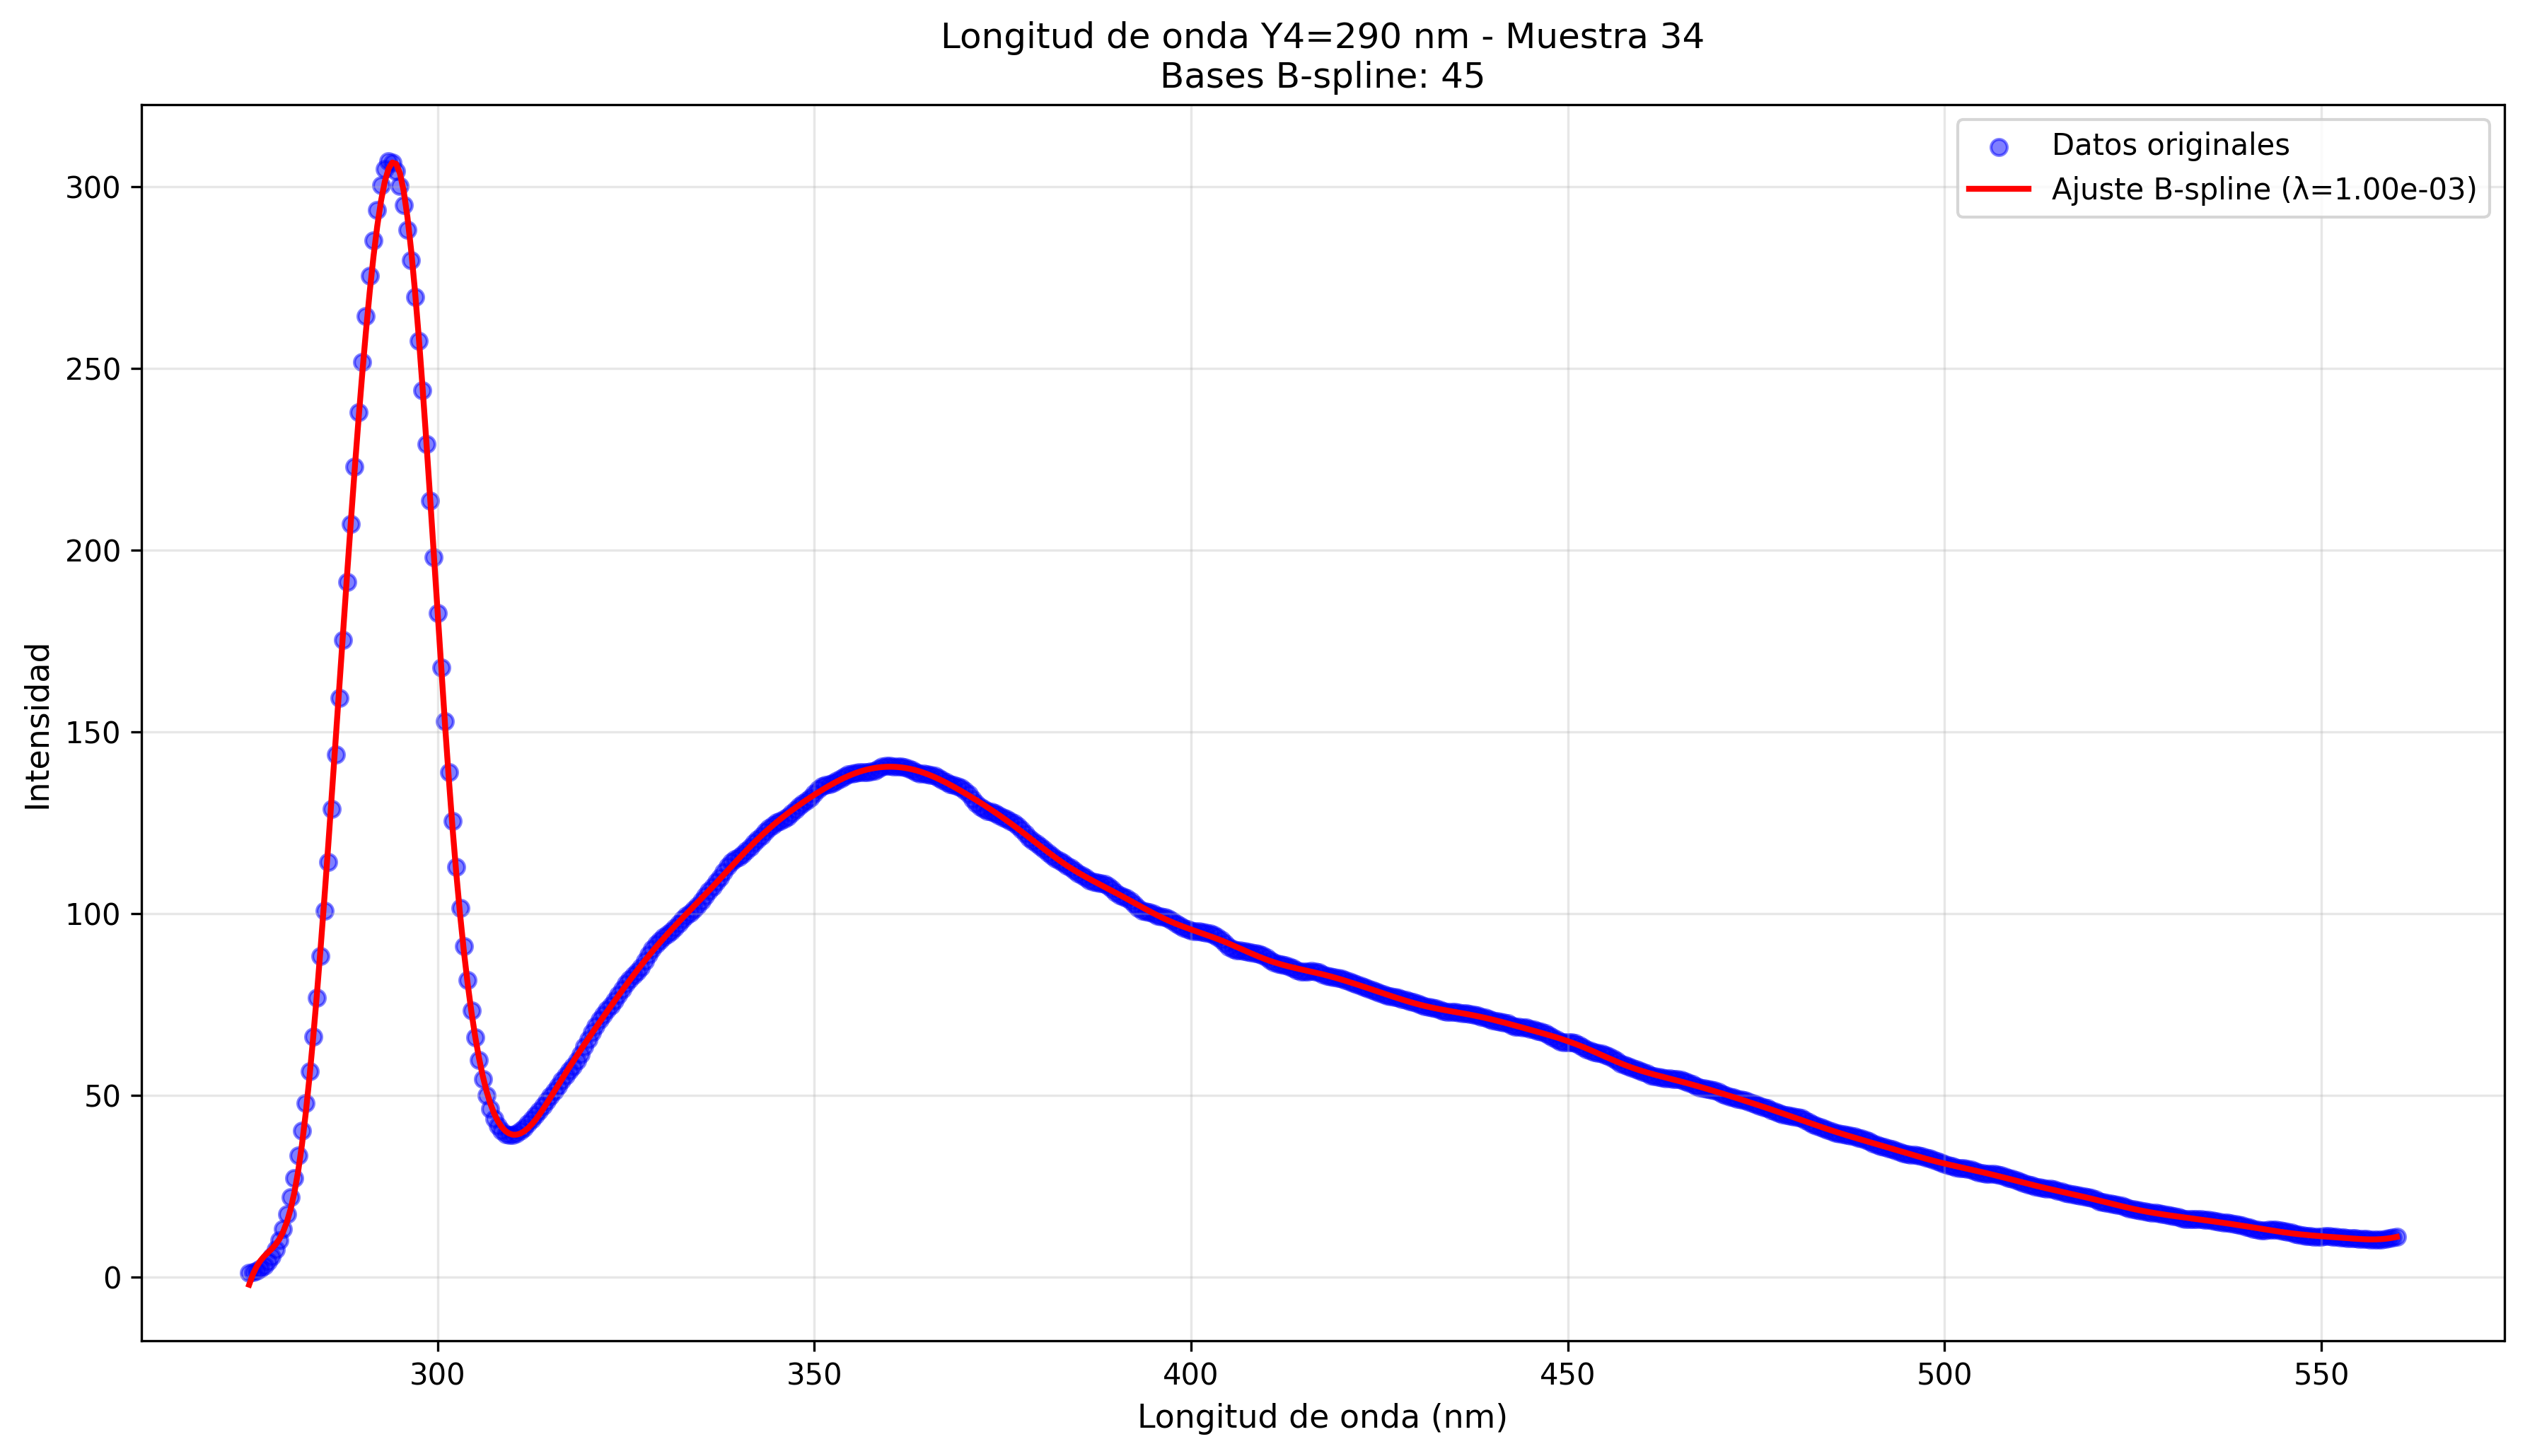 Longitud de onda Y4=290 nm - Muestra 34
Bases B-spline: 45
Datos originales
Ajuste B-spline (λ=1.00e-03)
Intensidad
300
250
200
150
100
50
0
300 350 400 450 500 550
Longitud de onda (nm)